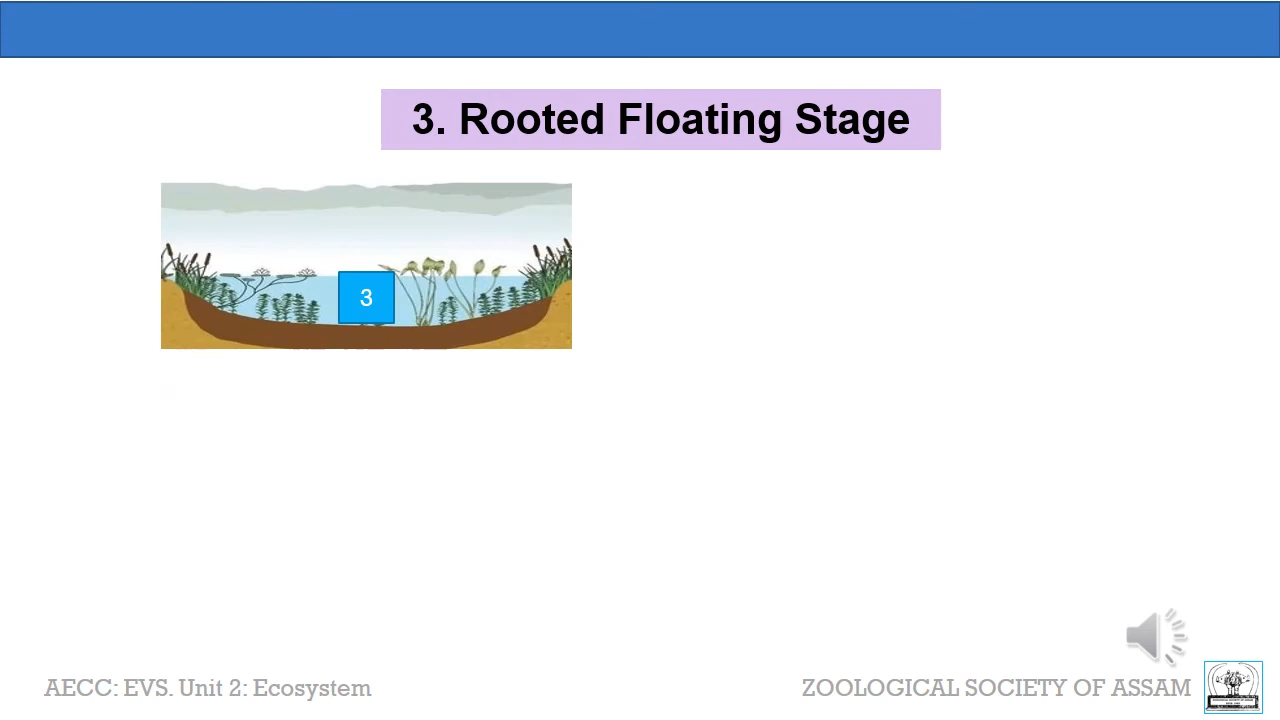 3. Rooted Floating Stage
3
AECC: EVS. Unit 2: Ecosystem
ZOOLOGICAL SOCIETY OF ASSAM